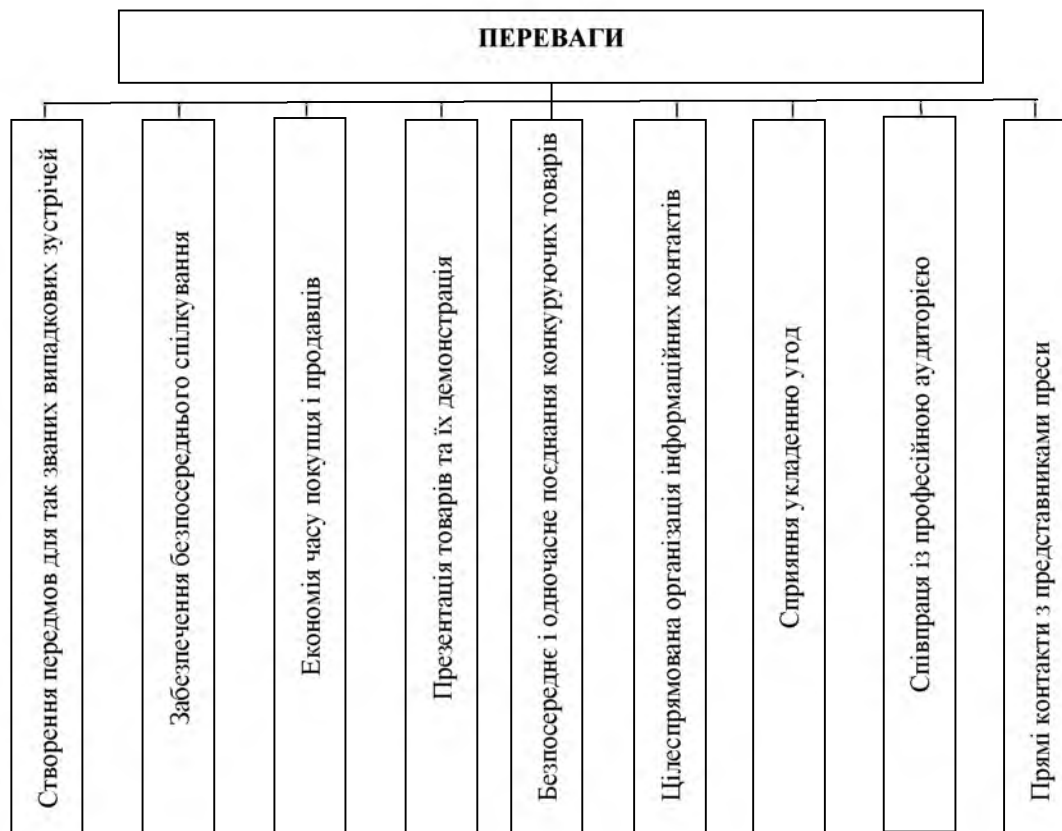 ПЕРЕВАГИ
Створення передмов для так званих випадкових зустрічей
Забезпечення безпосереднього спілкування
Економія часу покупця і продавців
Презентація товарів та їх демонстрація
Безпосереднє і одночасне поєднання конкуруючих товарів
Цілеспрямована організація інформаційних контактів
Сприяння укладенню угод
Співпраця із професійною аудиторією
Прямі контакти з представниками преси